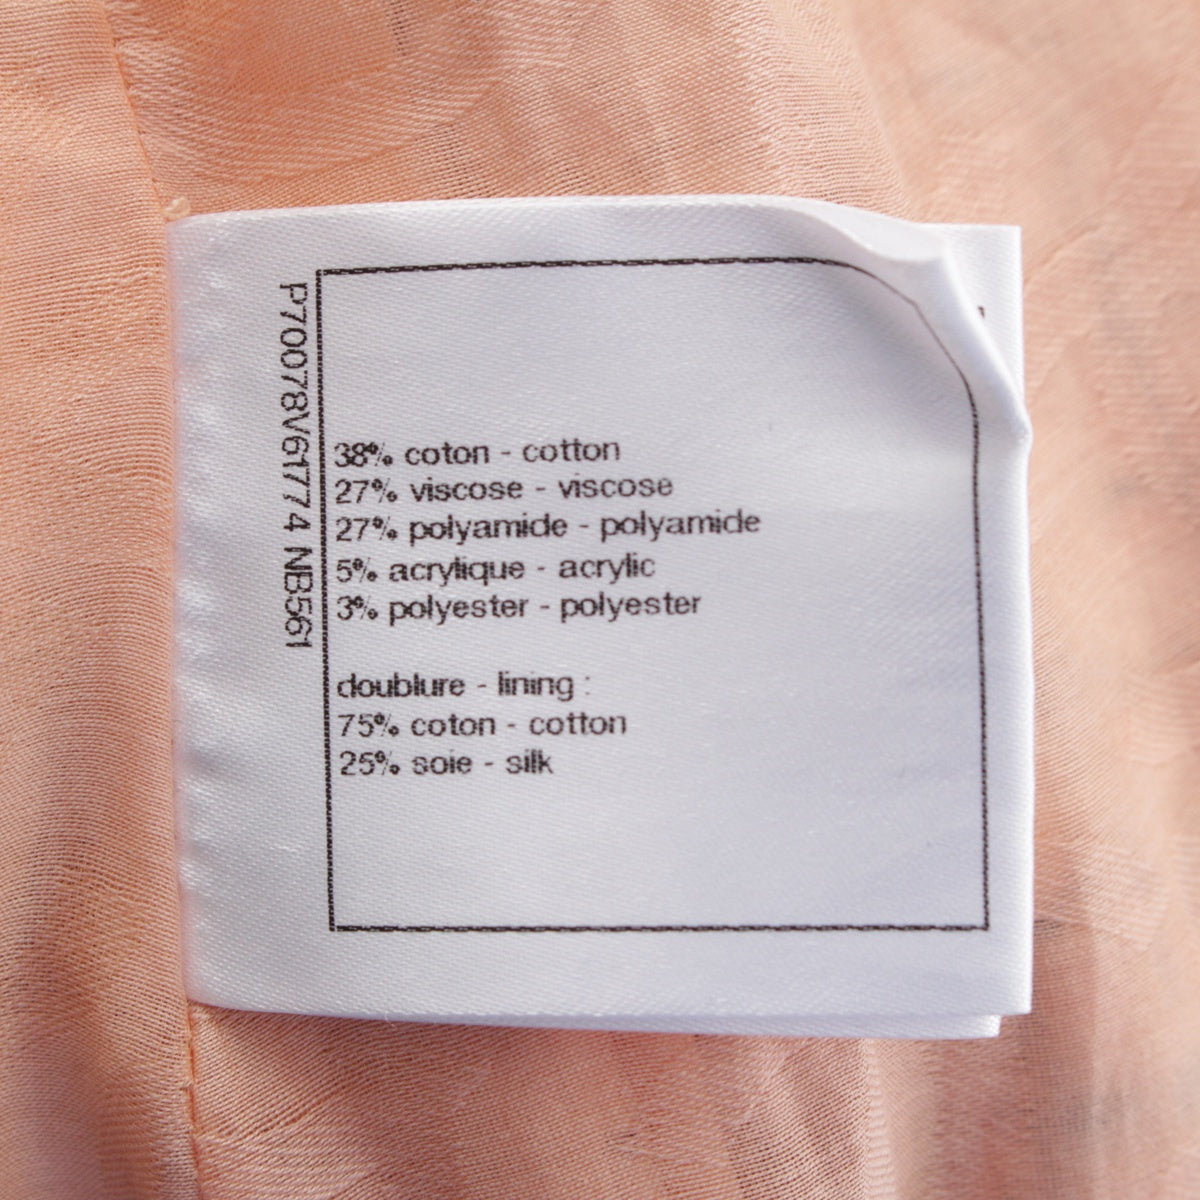 P70078V61774 NB561
38% coton - cotton
27% viscose - viscose
27% polyamide - polyamide
5% acrylique - acrylic
3% polyester - polyester
doublure - lining :
75% coton - cotton
25% soie - silk